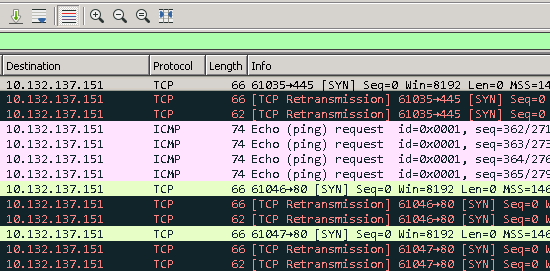 Destination Protocol Length Info
10.132.137.151 TCP 66 61035→445 [SYN] Seq=0 Win=8192 Len=0 MSS=146
10.132.137.151 TCP 66 [TCP Retransmission] 61035→445 [SYN] Seq=0
10.132.137.151 TCP 62 [TCP Retransmission] 61035→445 [SYN] Seq=0
10.132.137.151 ICMP 74 Echo (ping) request id=0x0001, seq=362/271
10.132.137.151 ICMP 74 Echo (ping) request id=0x0001, seq=363/273
10.132.137.151 ICMP 74 Echo (ping) request id=0x0001, seq=364/276
10.132.137.151 ICMP 74 Echo (ping) request id=0x0001, seq=365/279
10.132.137.151 TCP 66 61046→80 [SYN] Seq=0 Win=8192 Len=0 MSS=146
10.132.137.151 TCP 66 [TCP Retransmission] 61046→80 [SYN] Seq=0 W
10.132.137.151 TCP 62 [TCP Retransmission] 61046→80 [SYN] Seq=0 W
10.132.137.151 TCP 66 61047→80 [SYN] Seq=0 Win=8192 Len=0 MSS=146
10.132.137.151 TCP 66 [TCP Retransmission] 61047→80 [SYN] Seq=0 W
10.132.137.151 TCP 62 [TCP Retransmission] 61047→80 [SYN] Seq=0 W